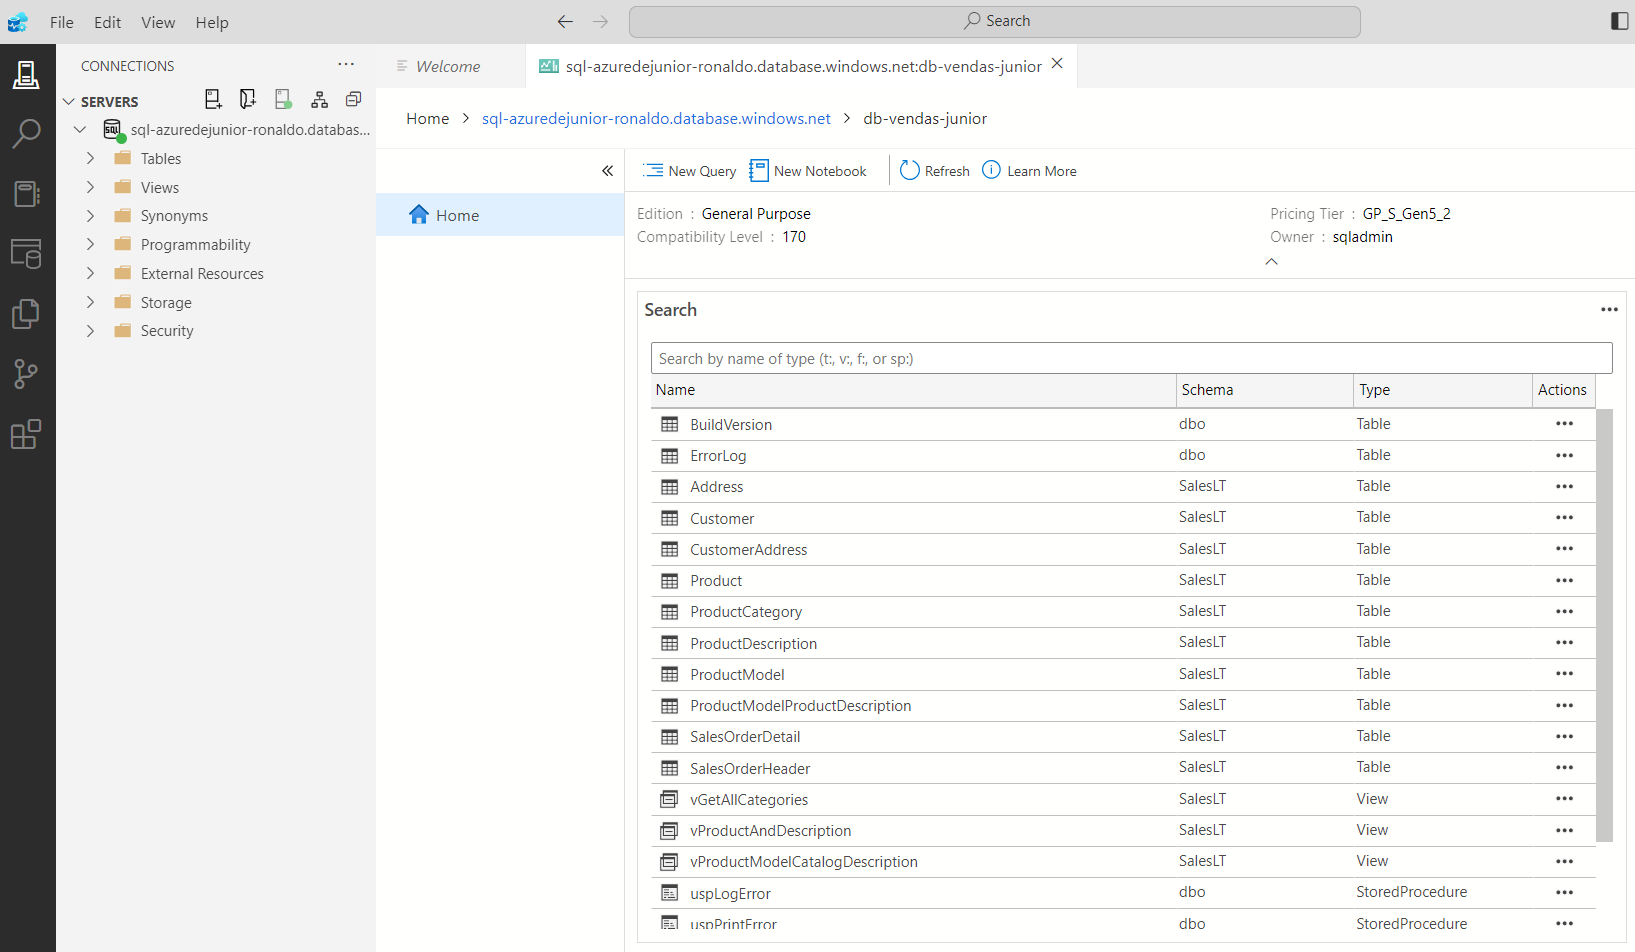 File Edit View Help
Search
CONNECTIONS
SERVERS
sql-azuredejunior-ronaldo.databas...
Tables
Views
Synonyms
Programmability
External Resources
Storage
Security
Welcome
sql-azuredejunior-ronaldo.database.windows.net:db-vendas-junior
Home > sql-azuredejunior-ronaldo.database.windows.net > db-vendas-junior
Home
New Query New Notebook Refresh Learn More
Edition : General Purpose Pricing Tier : GP_S_Gen5_2
Compatibility Level : 170 Owner : sqladmin
Search
Search by name of type (t:, v:, f:, or sp:)
Name Schema Type Actions
BuildVersion dbo Table
ErrorLog dbo Table
Address SalesLT Table
Customer SalesLT Table
CustomerAddress SalesLT Table
Product SalesLT Table
ProductCategory SalesLT Table
ProductDescription SalesLT Table
ProductModel SalesLT Table
ProductModelProductDescription SalesLT Table
SalesOrderDetail SalesLT Table
SalesOrderHeader SalesLT Table
vGetAllCategories SalesLT View
vProductAndDescription SalesLT View
vProductModelCatalogDescription SalesLT View
uspLogError dbo StoredProcedure
uspPrintError dbo StoredProcedure